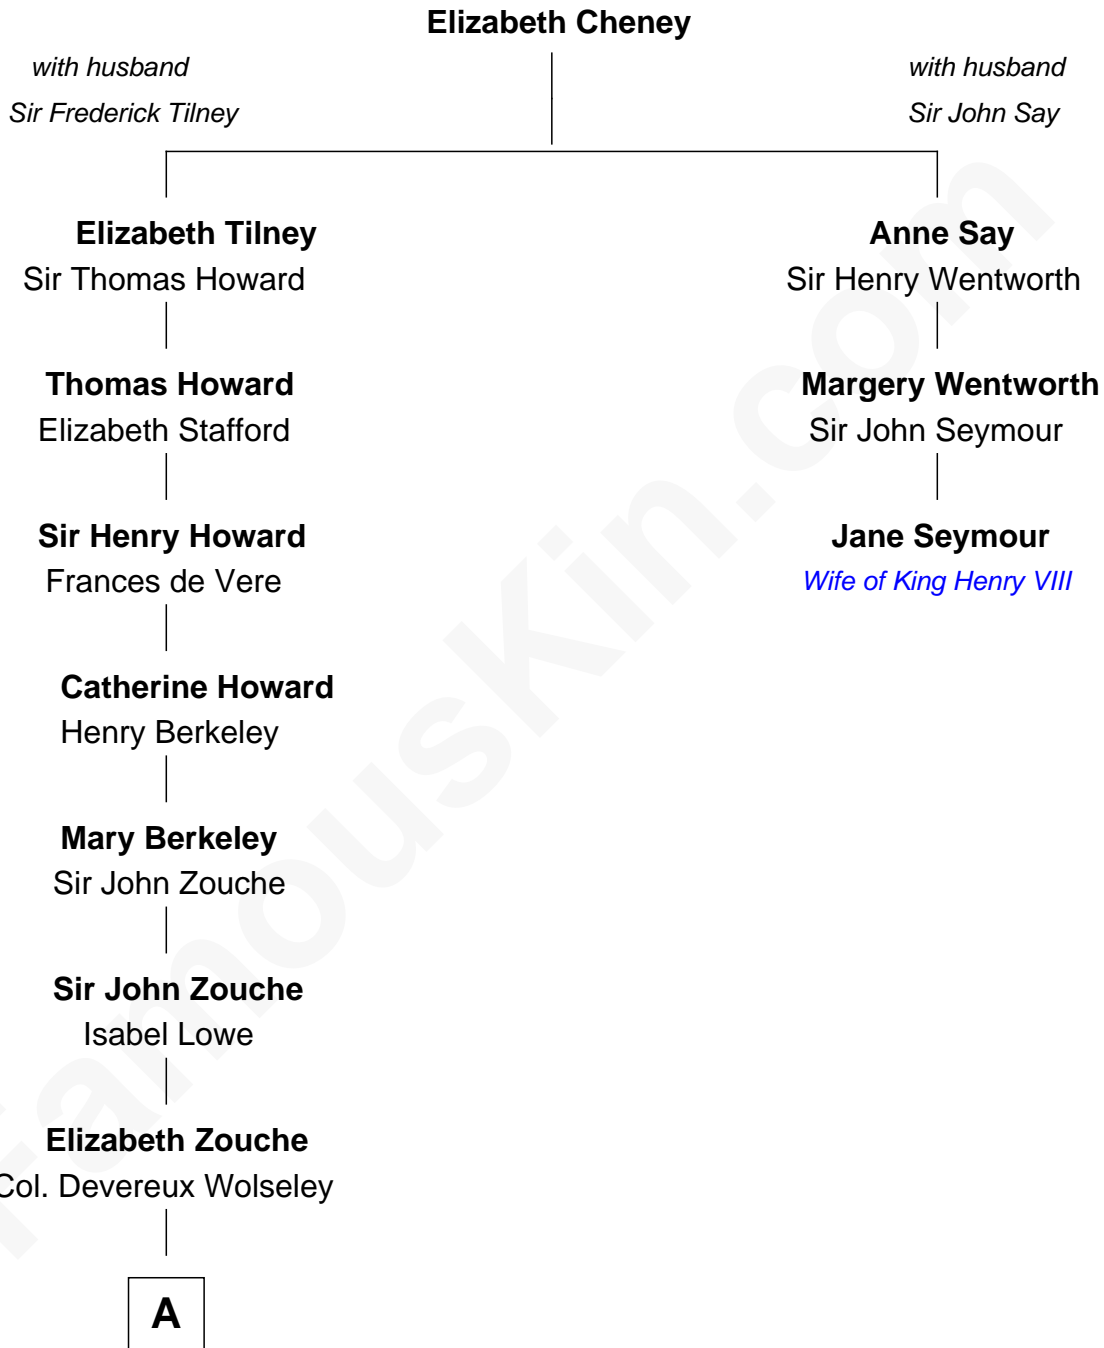 Elizabeth Cheney
with husband
Sir Frederick Tilney
with husband
Sir John Say
Elizabeth Tilney
Sir Thomas Howard
Anne Say
Sir Henry Wentworth
Thomas Howard
Elizabeth Stafford
Margery Wentworth
Sir John Seymour
Sir Henry Howard
Frances de Vere
Jane Seymour
Wife of King Henry VIII
Catherine Howard
Henry Berkeley
Mary Berkeley
Sir John Zouche
Sir John Zouche
Isabel Lowe
Elizabeth Zouche
Col. Devereux Wolseley
A
FamousKin.com